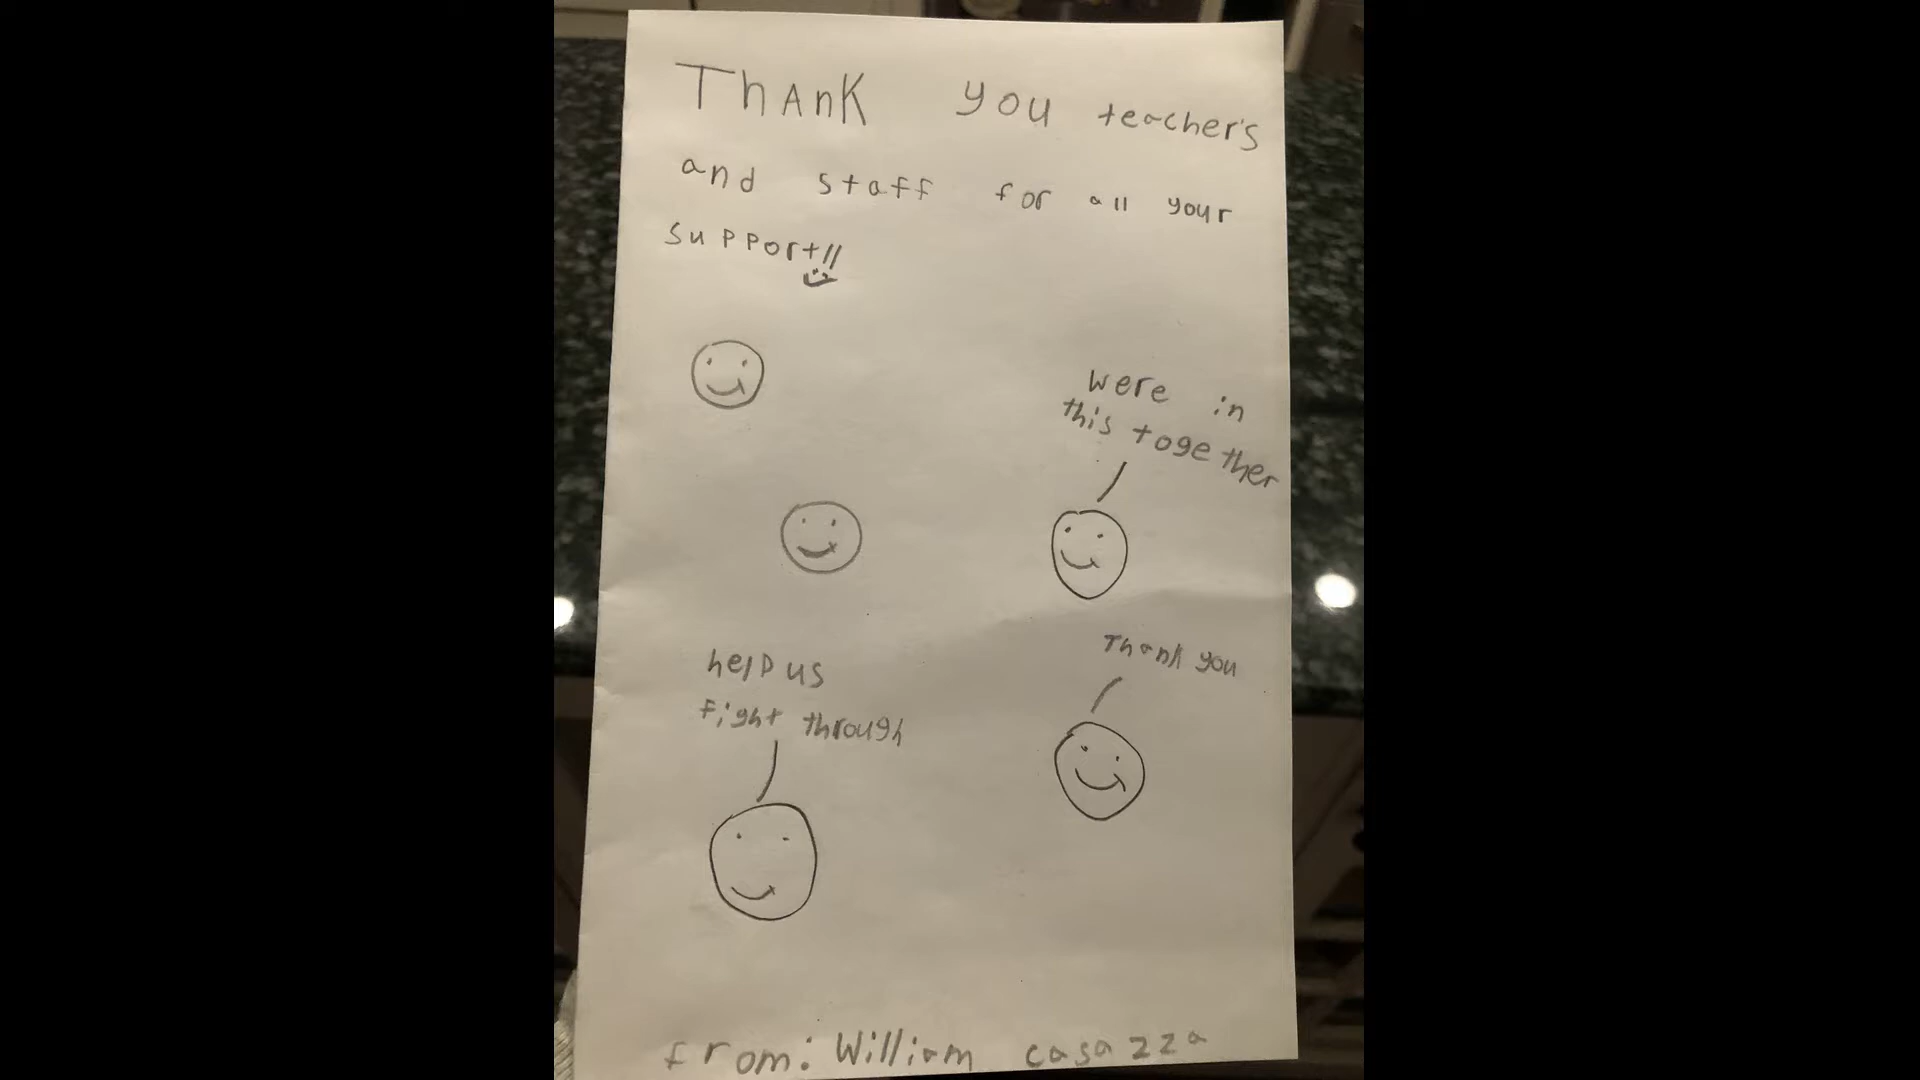 Thank you teacher's
and staff for all your
support!!
were in
this together
Thank you
help us
fight through
from: William casazza